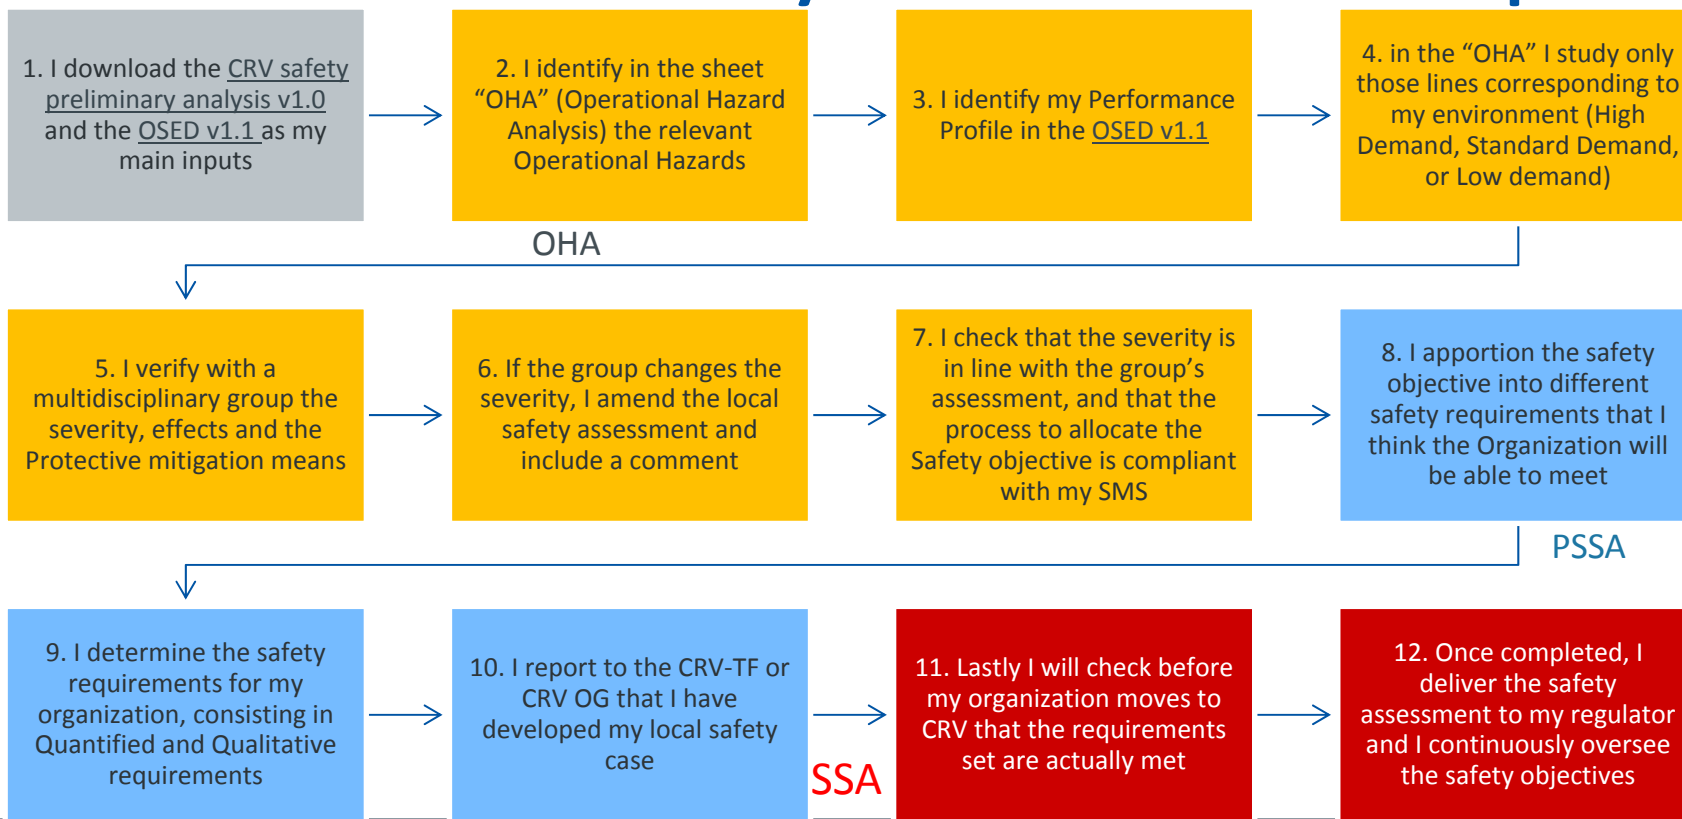 1. I download the CRV safety
preliminary analysis v1.0
and the OSED v1.1 as my
main inputs
2. I identify in the sheet
“OHA” (Operational Hazard
Analysis) the relevant
Operational Hazards
3. I identify my Performance
Profile in the OSED v1.1
4. in the “OHA” I study only
those lines corresponding to
my environment (High
Demand, Standard Demand,
or Low demand)
OHA
5. I verify with a
multidisciplinary group the
severity, effects and the
Protective mitigation means
6. If the group changes the
severity, I amend the local
safety assessment and
include a comment
7. I check that the severity is
in line with the group’s
assessment, and that the
process to allocate the
Safety objective is compliant
with my SMS
8. I apportion the safety
objective into different
safety requirements that I
think the Organization will
be able to meet
PSSA
9. I determine the safety
requirements for my
organization, consisting in
Quantified and Qualitative
requirements
10. I report to the CRV-TF or
CRV OG that I have
developed my local safety
case
SSA
11. Lastly I will check before
my organization moves to
CRV that the requirements
set are actually met
12. Once completed, I
deliver the safety
assessment to my regulator
and I continuously oversee
the safety objectives